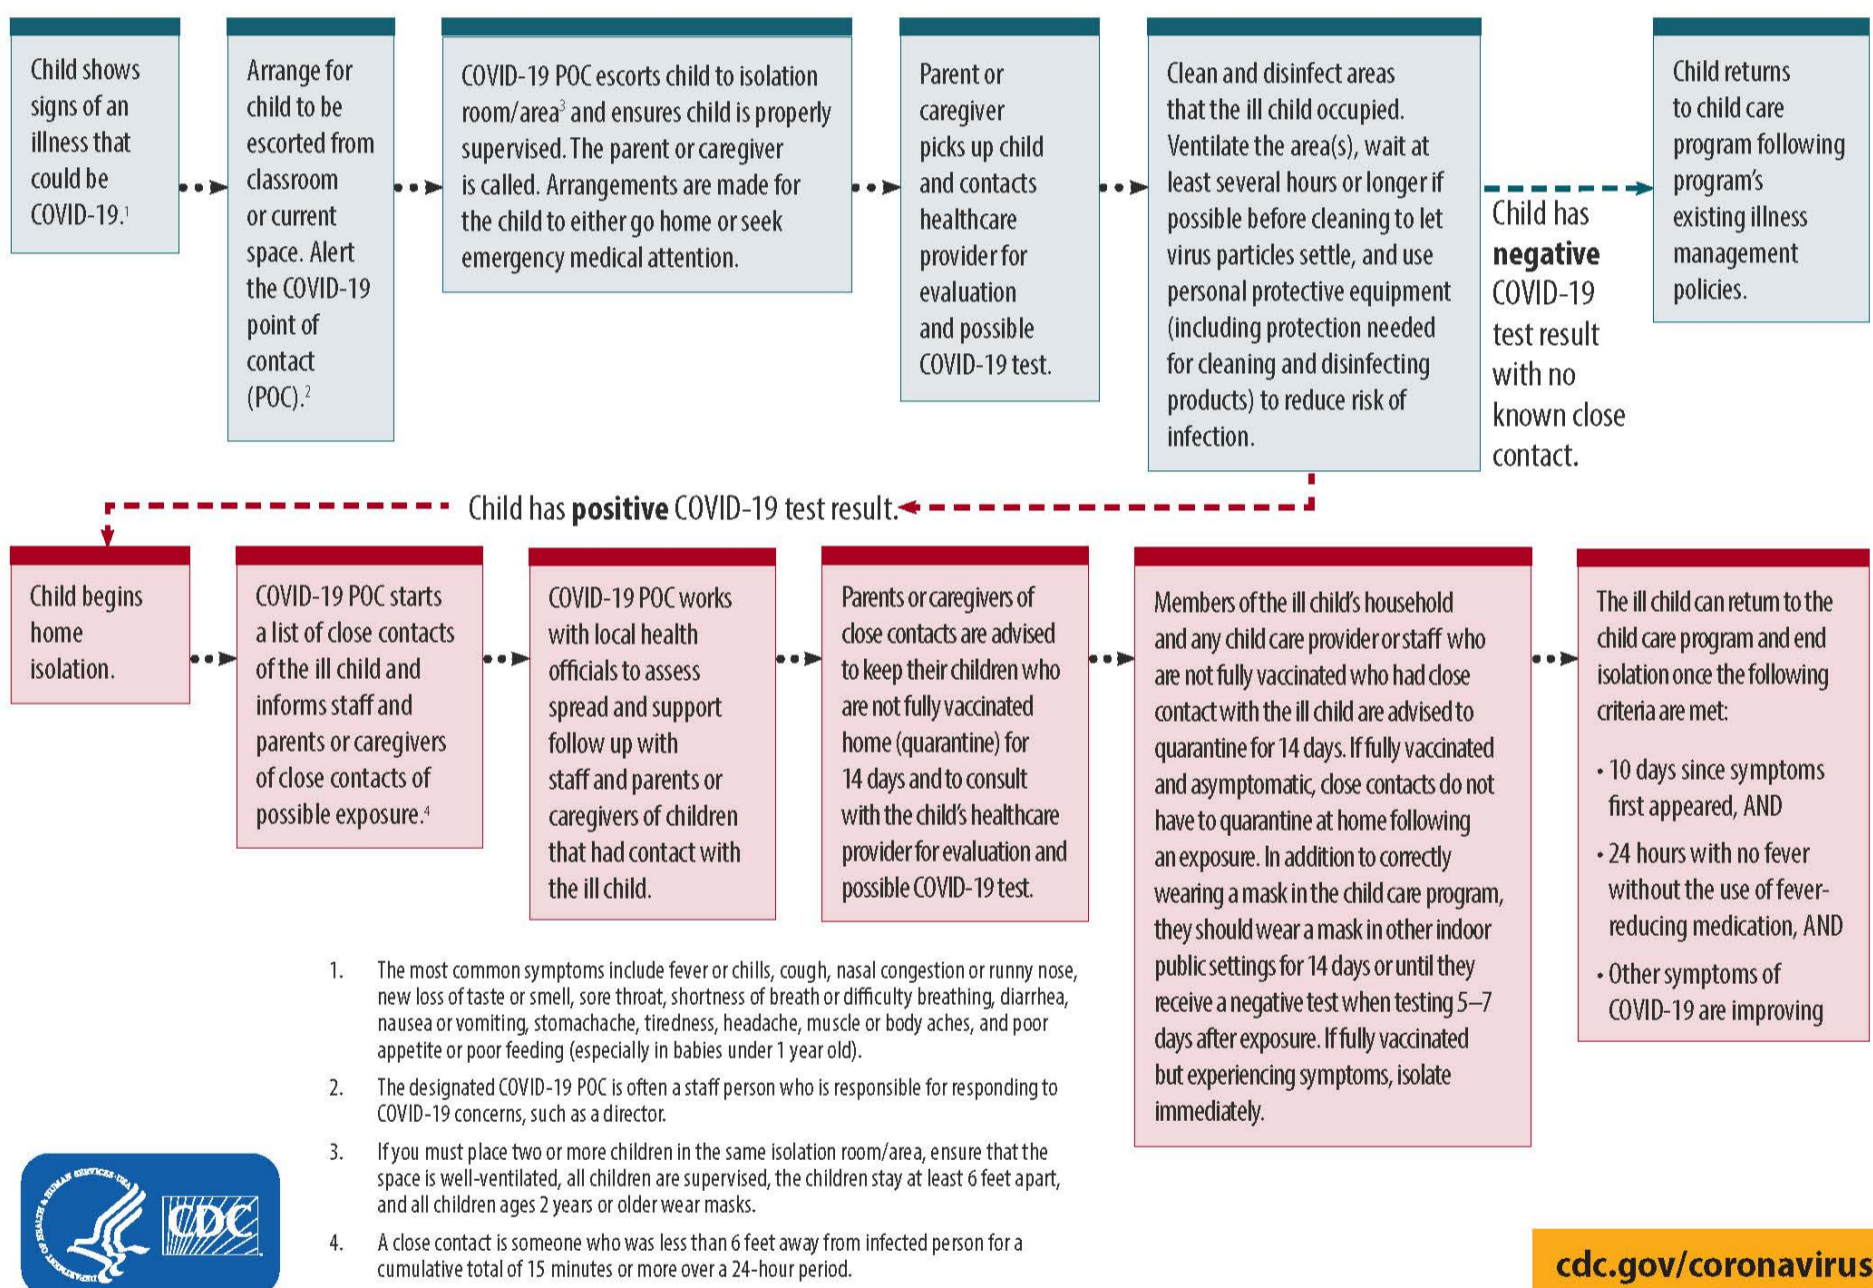 Child shows
signs of an
illness that
could be
COVID-19.¹
Arrange for
child to be
escorted from
classroom
or current
space. Alert
the COVID-19
point of
contact
(POC).²
COVID-19 POC escorts child to isolation
room/area³ and ensures child is properly
supervised. The parent or caregiver
is called. Arrangements are made for
the child to either go home or seek
emergency medical attention.
Parent or
caregiver
picks up child
and contacts
healthcare
provider for
evaluation
and possible
COVID-19 test.
Clean and disinfect areas
that the ill child occupied.
Ventilate the area(s), wait at
least several hours or longer if
possible before cleaning to let
virus particles settle, and use
personal protective equipment
(including protection needed
for cleaning and disinfecting
products) to reduce risk of
infection.
Child has
negative
COVID-19
test result
with no
known close
contact.
Child returns
to child care
program following
program's
existing illness
management
policies.
Child has positive COVID-19 test result.
Child begins
home
isolation.
COVID-19 POC starts
a list of close contacts
of the ill child and
informs staff and
parents or caregivers
of close contacts of
possible exposure.⁴
COVID-19 POC works
with local health
officials to assess
spread and support
follow up with
staff and parents or
caregivers of children
that had contact with
the ill child.
Parents or caregivers of
close contacts are advised
to keep their children who
are not fully vaccinated
home (quarantine) for
14 days and to consult
with the child's healthcare
provider for evaluation and
possible COVID-19 test.
Members of the ill child's household
and any child care provider or staff who
are not fully vaccinated who had close
contact with the ill child are advised to
quarantine for 14 days. If fully vaccinated
and asymptomatic, close contacts do not
have to quarantine at home following
an exposure. In addition to correctly
wearing a mask in the child care program,
they should wear a mask in other indoor
public settings for 14 days or until they
receive a negative test when testing 5–7
days after exposure. If fully vaccinated
but experiencing symptoms, isolate
immediately.
The ill child can return to the
child care program and end
isolation once the following
criteria are met:
• 10 days since symptoms
first appeared, AND
• 24 hours with no fever
without the use of fever-
reducing medication, AND
• Other symptoms of
COVID-19 are improving
1. The most common symptoms include fever or chills, cough, nasal congestion or runny nose,
new loss of taste or smell, sore throat, shortness of breath or difficulty breathing, diarrhea,
nausea or vomiting, stomachache, tiredness, headache, muscle or body aches, and poor
appetite or poor feeding (especially in babies under 1 year old).
2. The designated COVID-19 POC is often a staff person who is responsible for responding to
COVID-19 concerns, such as a director.
3. If you must place two or more children in the same isolation room/area, ensure that the
space is well-ventilated, all children are supervised, the children stay at least 6 feet apart,
and all children ages 2 years or older wear masks.
4. A close contact is someone who was less than 6 feet away from infected person for a
cumulative total of 15 minutes or more over a 24-hour period.
DEPARTMENT OF HEALTH & HUMAN SERVICES·USA
CDC
cdc.gov/coronavirus